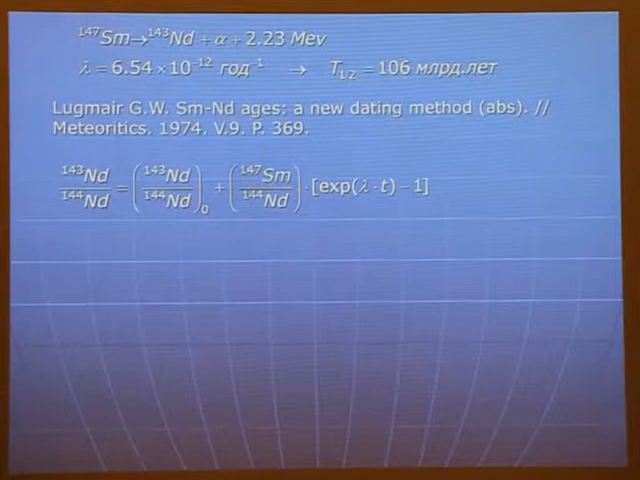 ¹⁴⁷Sm→¹⁴³Nd + α + 2.23 Mev
λ = 6.54 × 10⁻¹² год⁻¹ → T₁/₂ = 106 млрд.лет
Lugmair G.W. Sm-Nd ages: a new dating method (abs). //
Meteoritics. 1974. V.9. P. 369.
¹⁴³Nd/¹⁴⁴Nd = (¹⁴³Nd/¹⁴⁴Nd)₀ + (¹⁴⁷Sm/¹⁴⁴Nd) · [exp(λ · t) − 1]